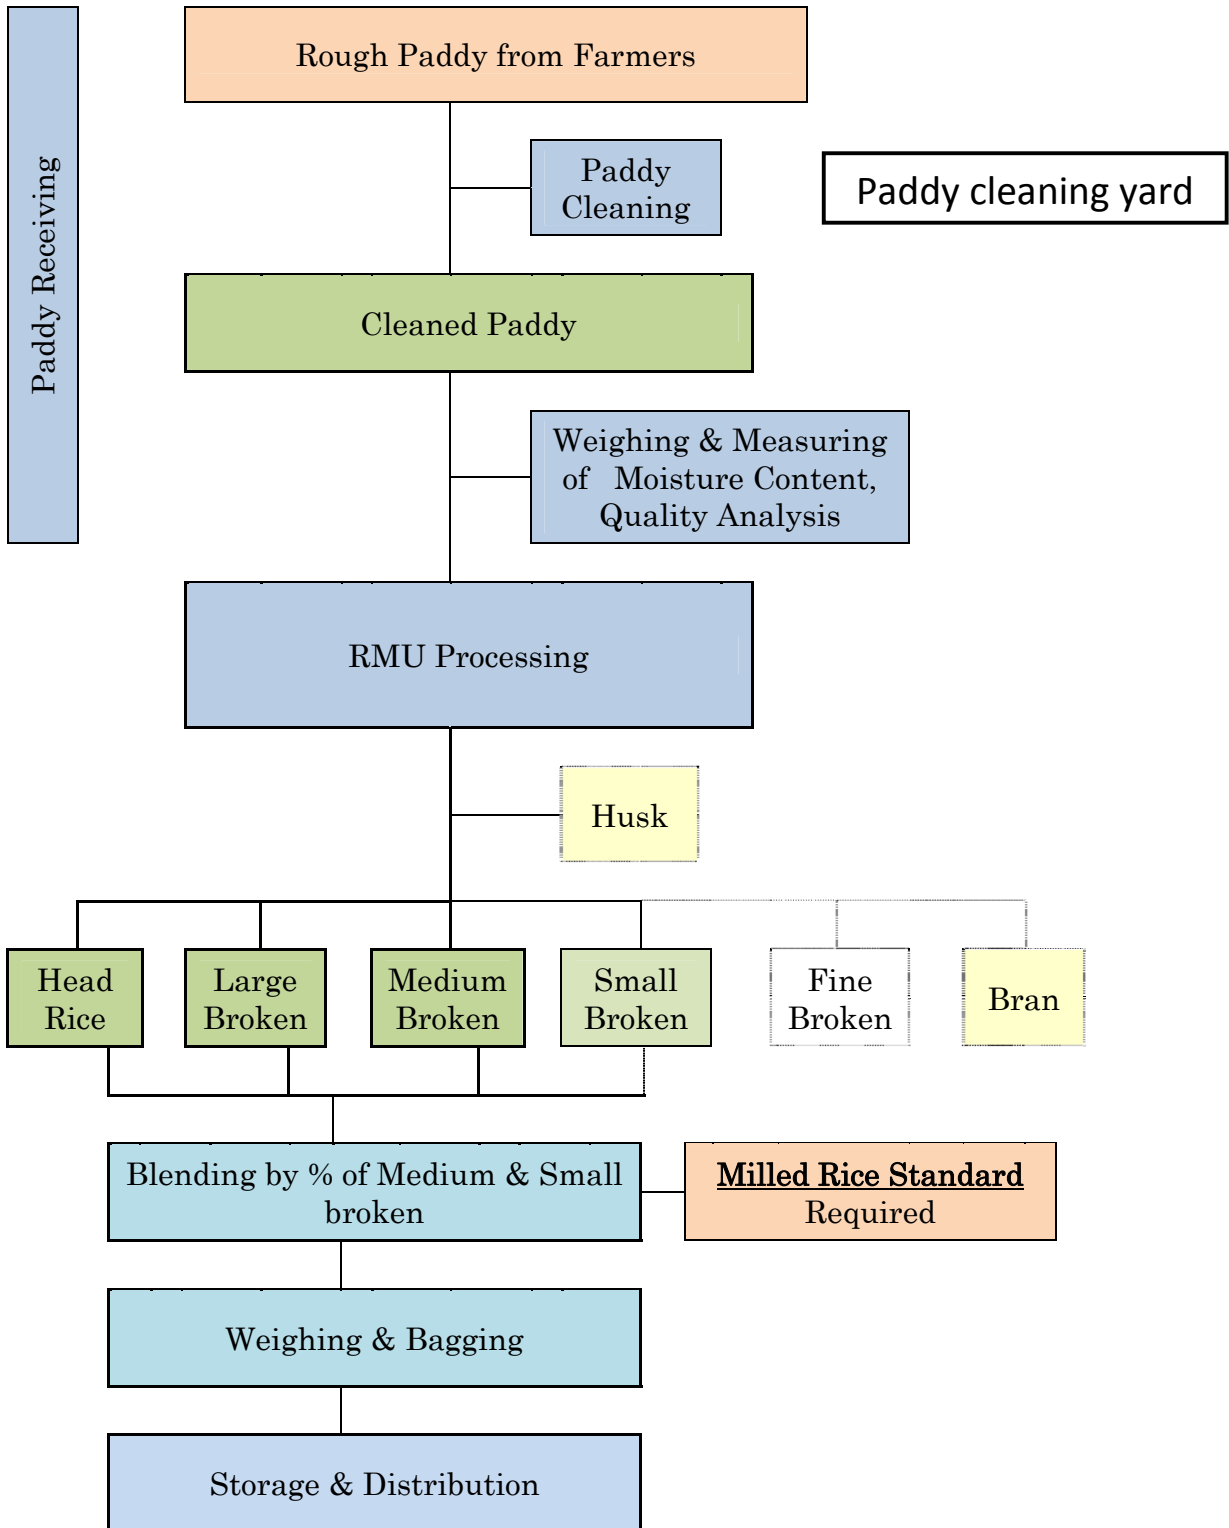 Paddy Receiving
Rough Paddy from Farmers
Paddy
Cleaning
Paddy cleaning yard
Cleaned Paddy
Weighing & Measuring
of Moisture Content,
Quality Analysis
RMU Processing
Husk
Head
Rice
Large
Broken
Medium
Broken
Small
Broken
Fine
Broken
Bran
Blending by % of Medium & Small
broken
Milled Rice Standard
Required
Weighing & Bagging
Storage & Distribution